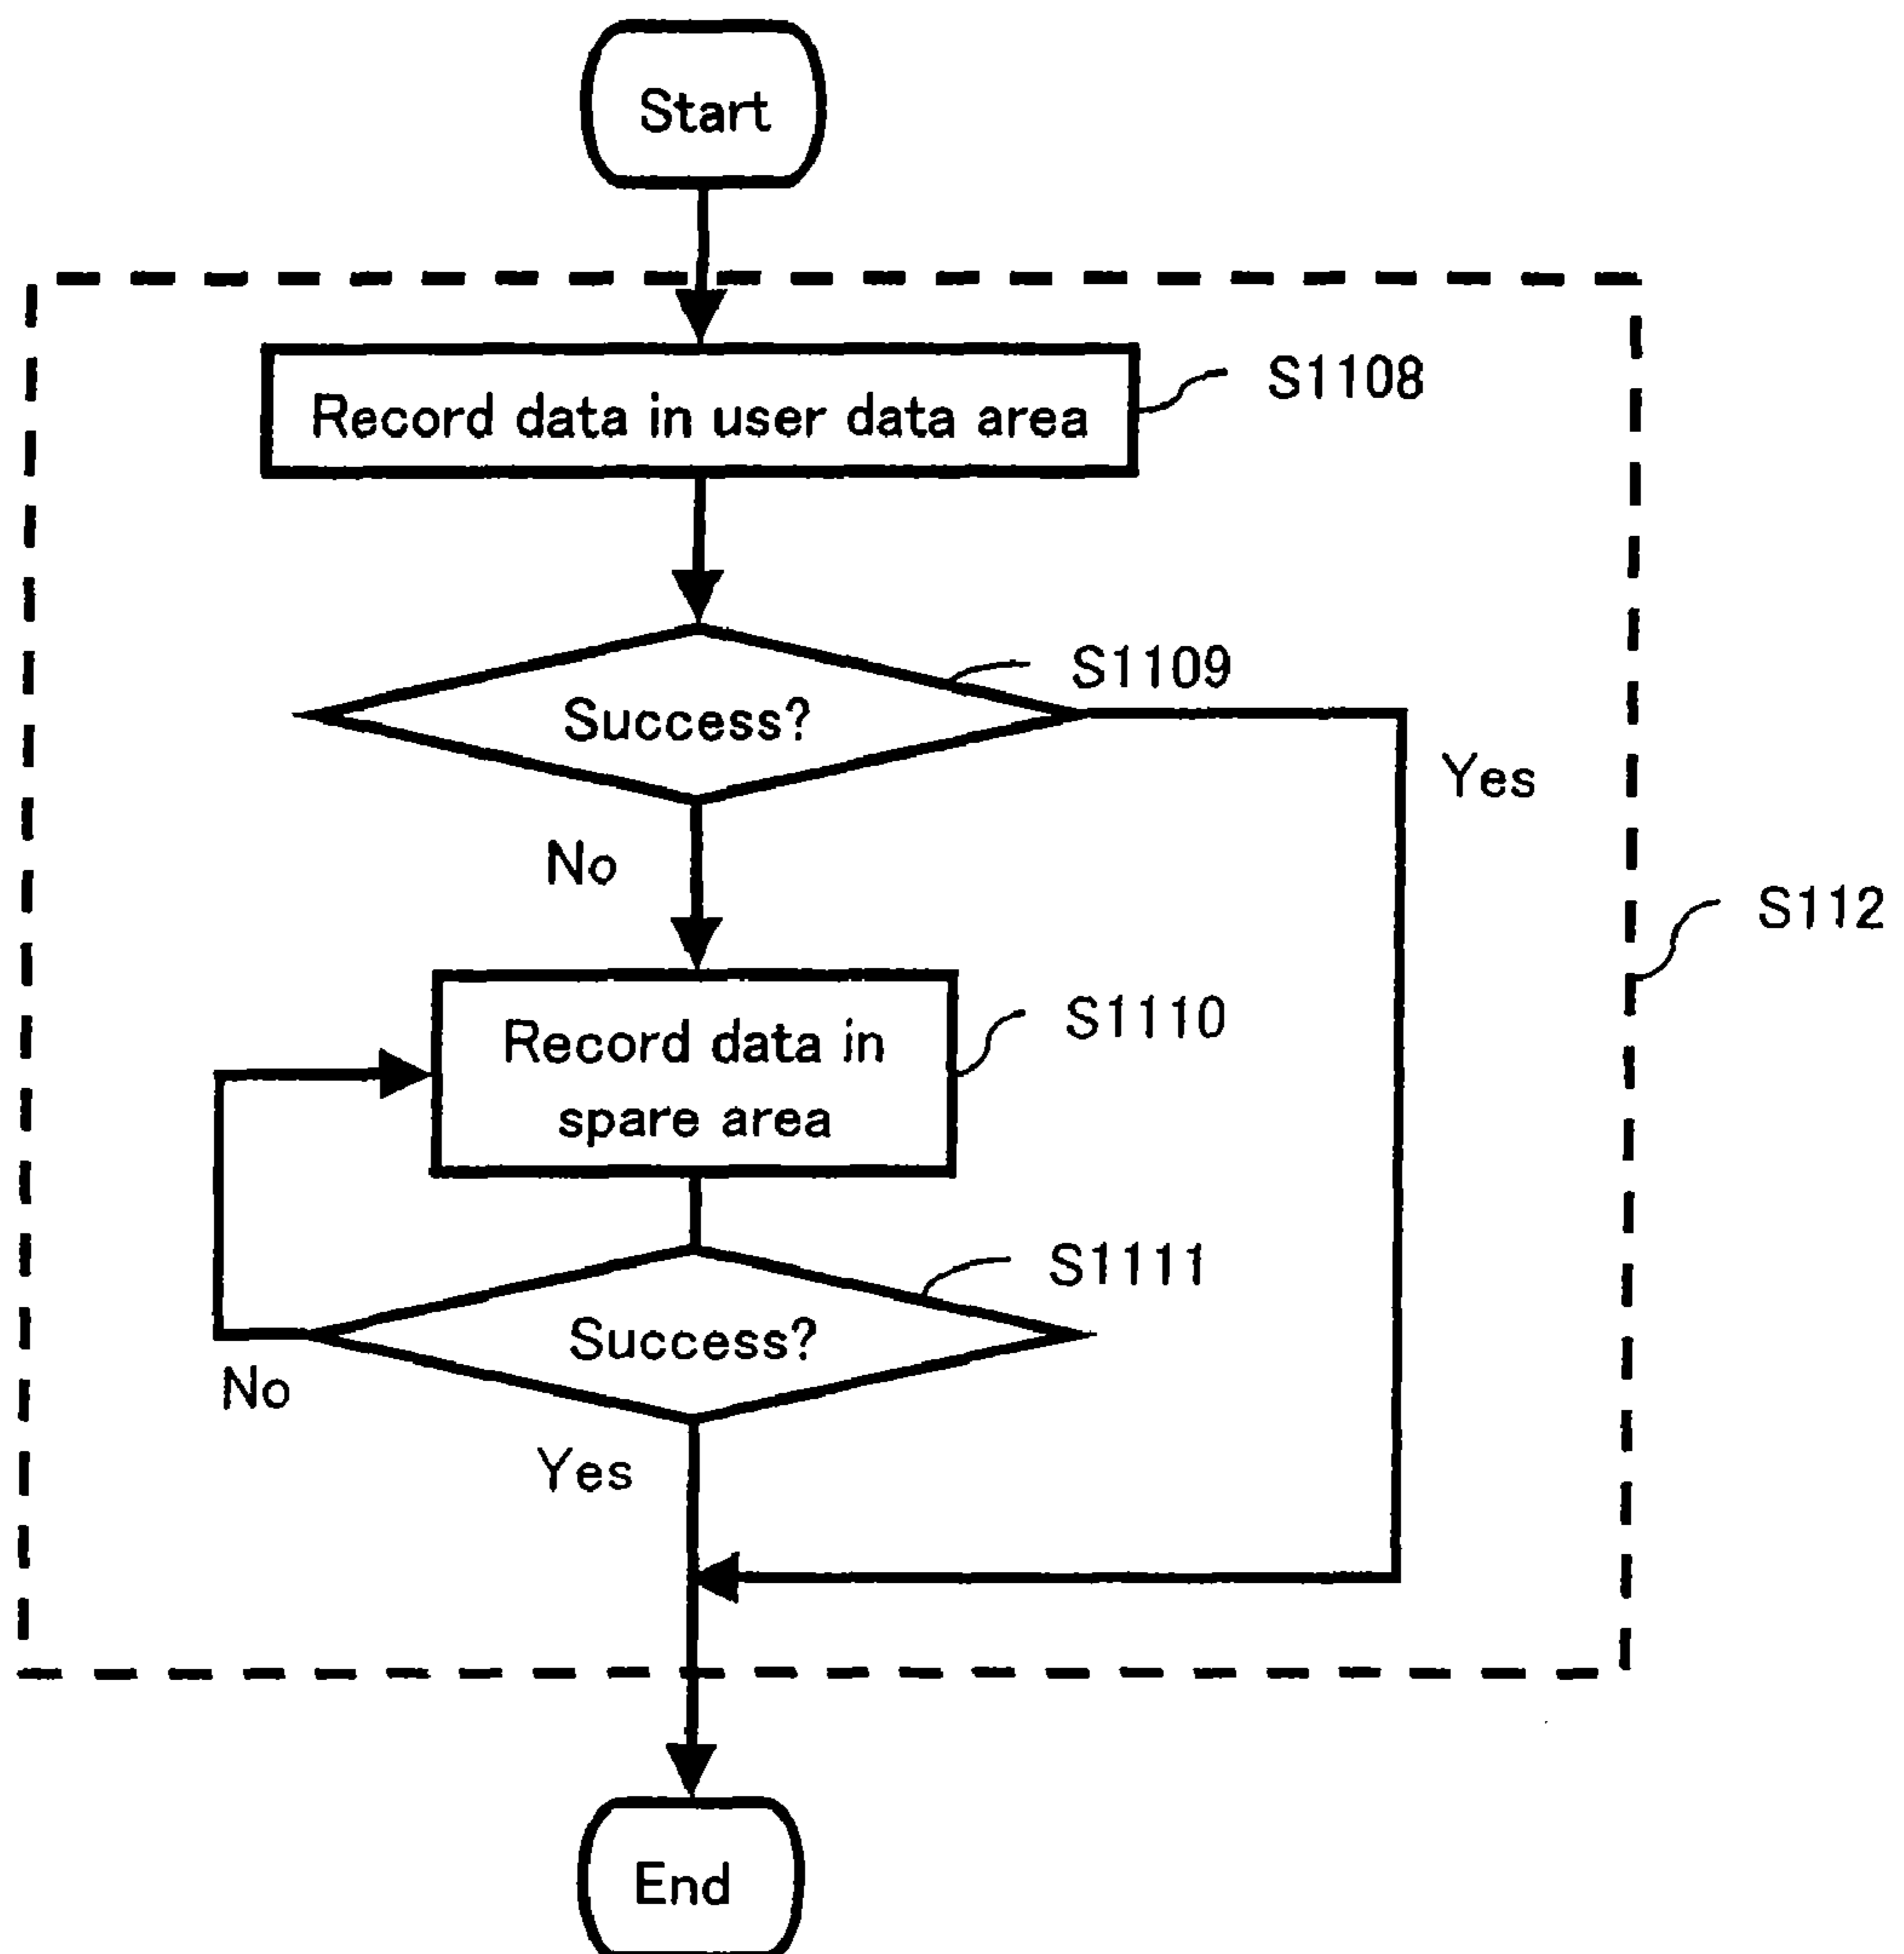 Start
S1108
Record data in user data area
S1109
Success?
Yes
No
S112
S1110
Record data in
spare area
S1111
Success?
No
Yes
End